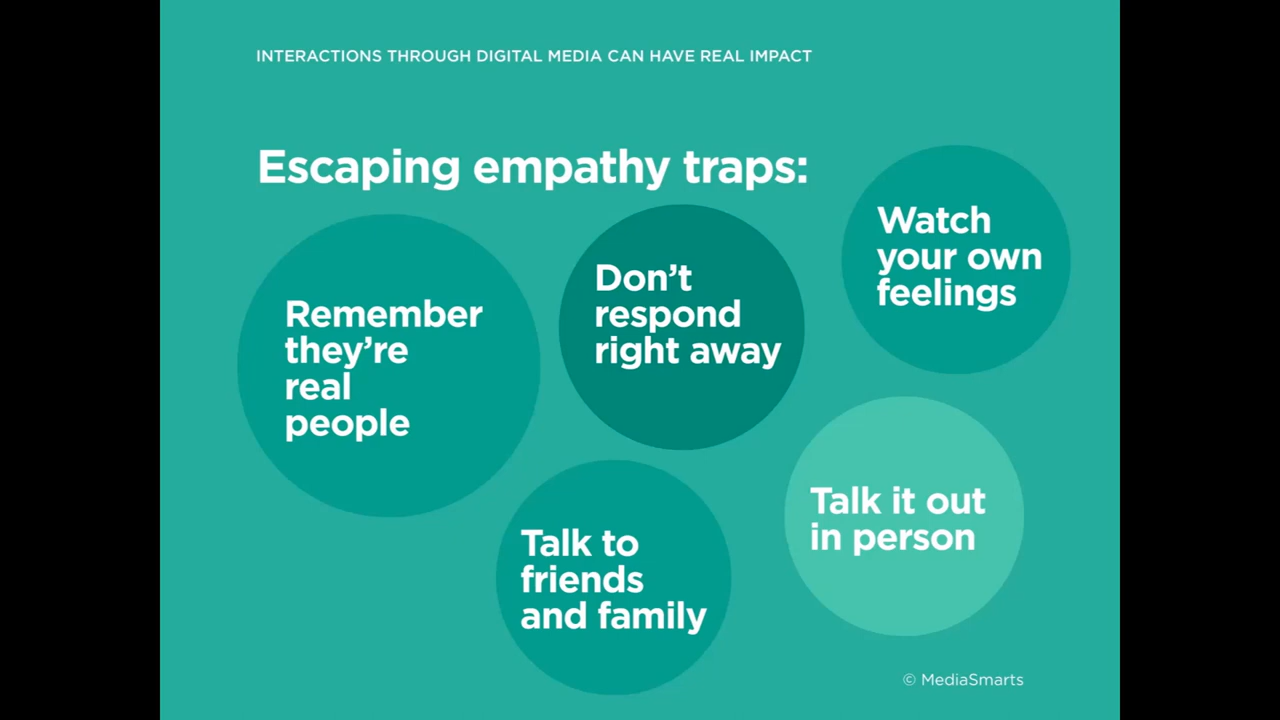 INTERACTIONS THROUGH DIGITAL MEDIA CAN HAVE REAL IMPACT
Escaping empathy traps:
Remember
they’re
real
people
Don’t
respond
right away
Watch
your own
feelings
Talk to
friends
and family
Talk it out
in person
© MediaSmarts